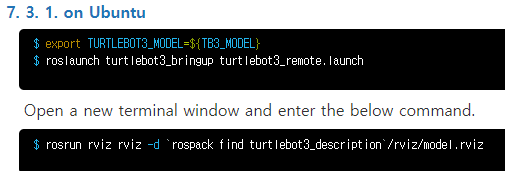 7. 3. 1. on Ubuntu
$ export TURTLEBOT3_MODEL=${TB3_MODEL}
$ roslaunch turtlebot3_bringup turtlebot3_remote.launch
Open a new terminal window and enter the below command.
$ rosrun rviz rviz -d `rospack find turtlebot3_description`/rviz/model.rviz